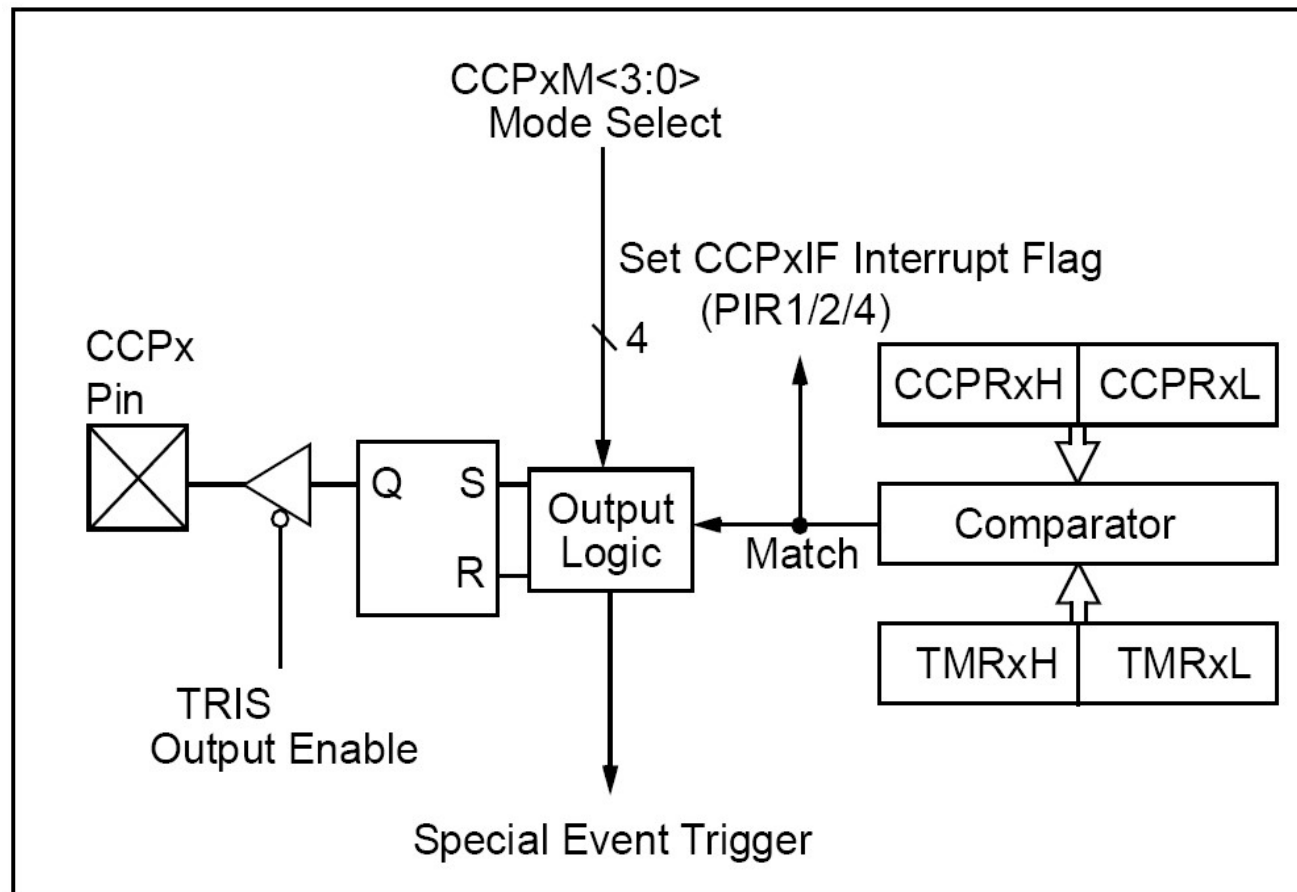 CCPxM<3:0>
Mode Select
Set CCPxIF Interrupt Flag
(PIR1/2/4)
4
CCPx
Pin
CCPRxH CCPRxL
Q S
R
Output
Logic
Match
Comparator
TMRxH TMRxL
TRIS
Output Enable
Special Event Trigger